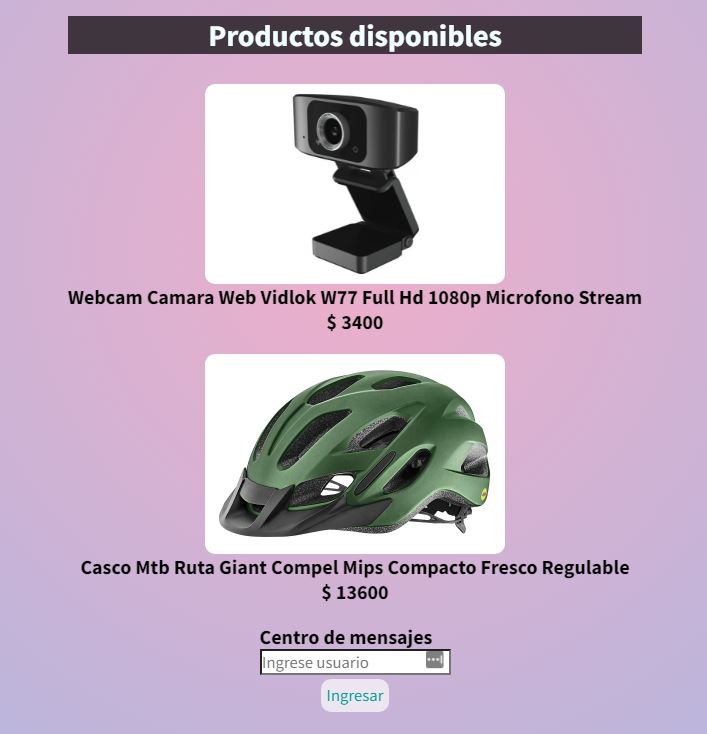 Productos disponibles
Webcam Camara Web Vidlok W77 Full Hd 1080p Microfono Stream
$ 3400
Casco Mtb Ruta Giant Compel Mips Compacto Fresco Regulable
$ 13600
Centro de mensajes
Ingrese usuario
Ingresar